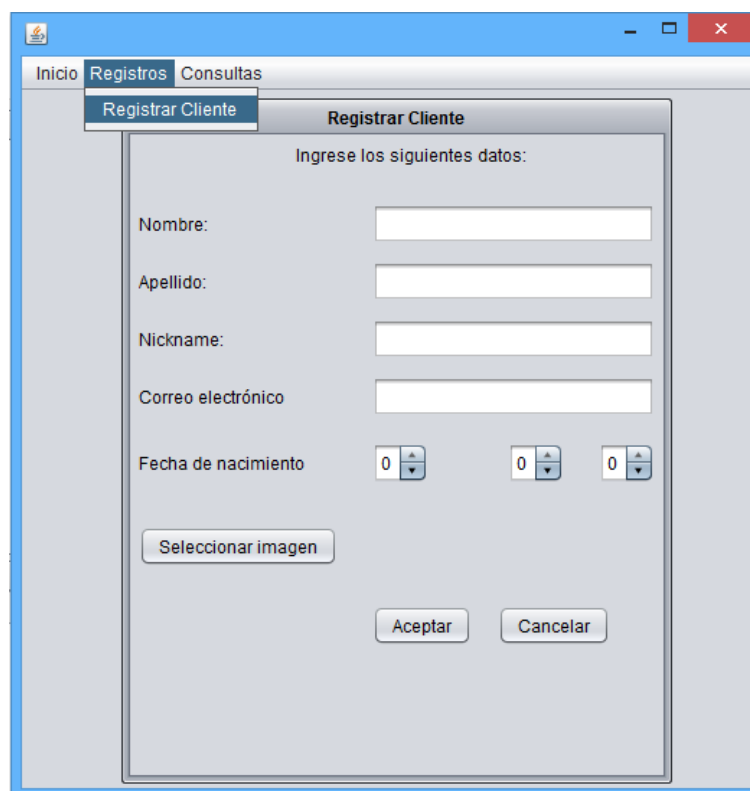 Inicio Registros Consultas
Registrar Cliente
Registrar Cliente
Ingrese los siguientes datos:
Nombre:
Apellido:
Nickname:
Correo electrónico
Fecha de nacimiento 0 0 0
Seleccionar imagen
Aceptar Cancelar